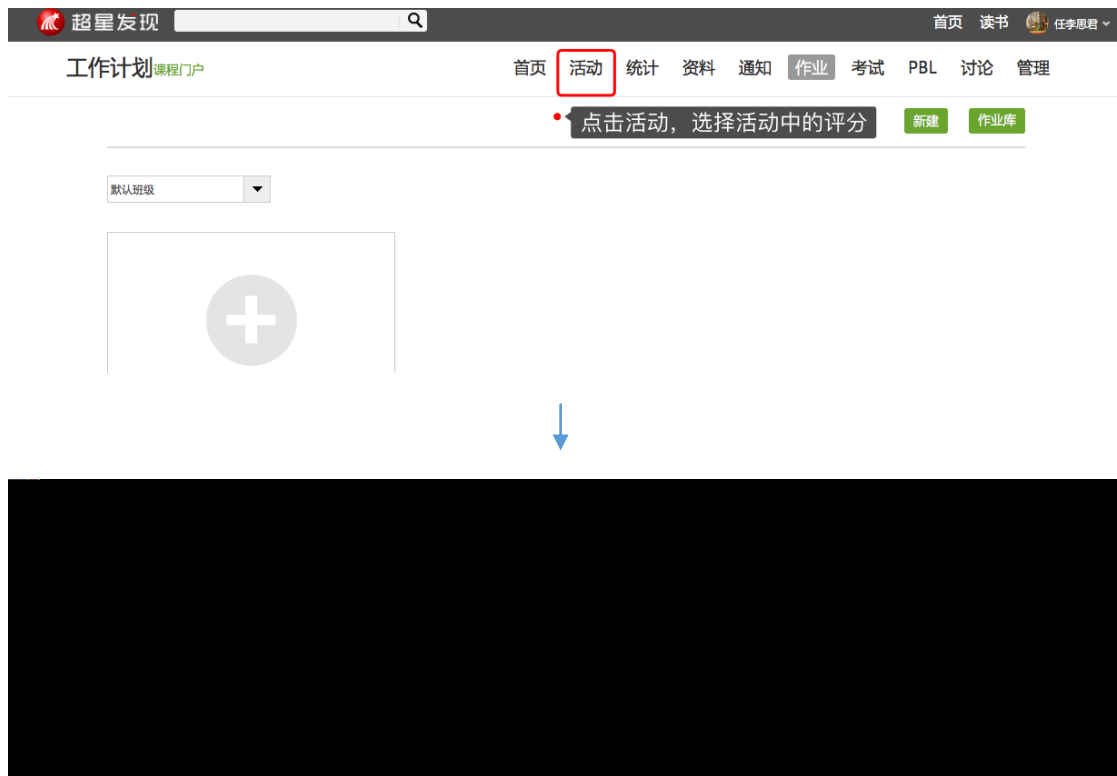 超星发现 首页 读书 任李思君
工作计划课程门户 首页 活动 统计 资料 通知 作业 考试 PBL 讨论 管理
点击活动，选择活动中的评分 新建 作业库
默认班级